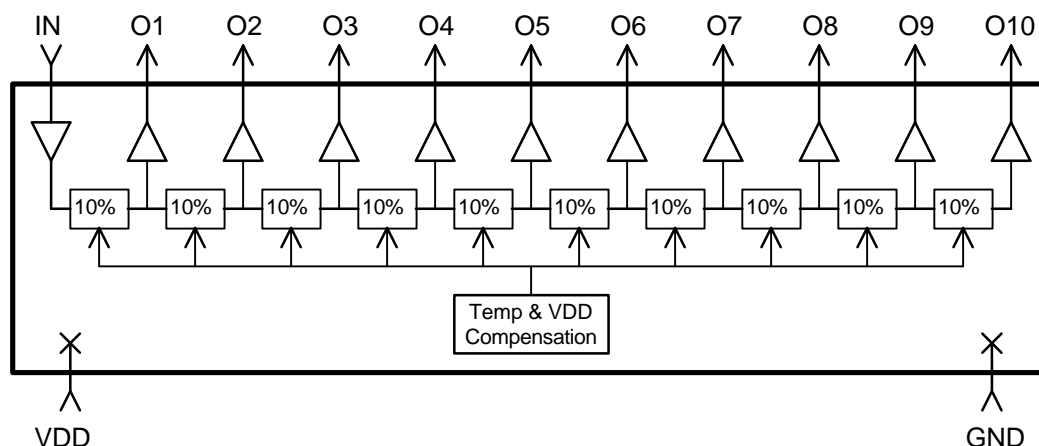 IN O1 O2 O3 O4 O5 O6 O7 O8 O9 O10
10% 10% 10% 10% 10% 10% 10% 10% 10% 10%
Temp & VDD
Compensation
VDD GND